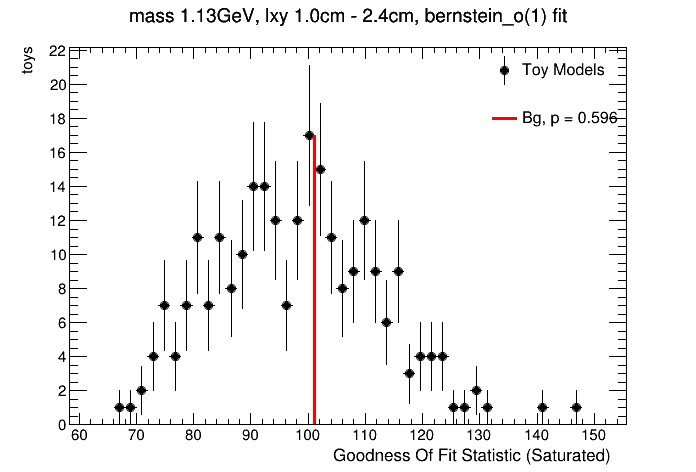 mass 1.13GeV, lxy 1.0cm - 2.4cm, bernstein_o(1) fit
toys
22
20
18
16
14
12
10
8
6
4
2
0
Toy Models
Bg, p = 0.596
60 70 80 90 100 110 120 130 140 150
Goodness Of Fit Statistic (Saturated)